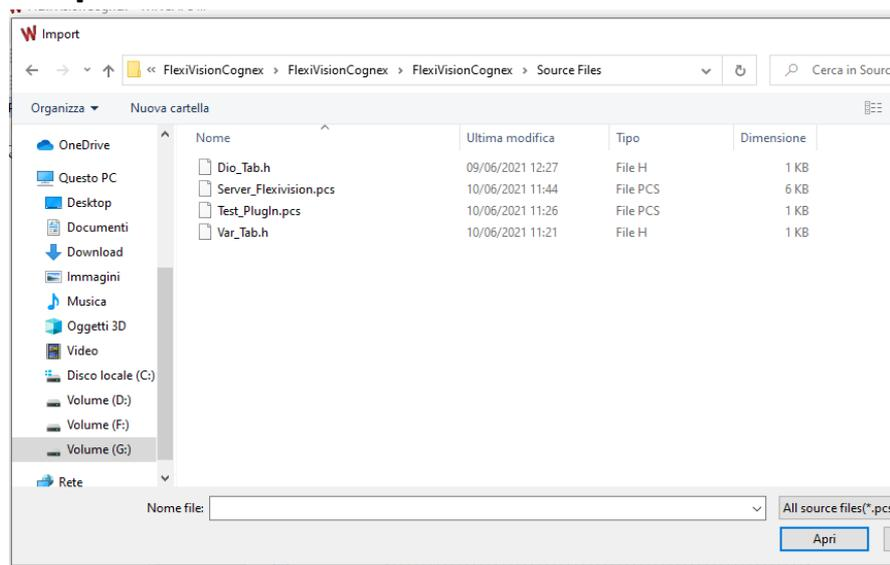 Import
« FlexiVisionCognex > FlexiVisionCognex > FlexiVisionCognex > Source Files
Cerca in Sourc
Organizza
Nuova cartella
Nome Ultima modifica Tipo Dimensione
OneDrive
Questo PC
Desktop
Documenti
Download
Immagini
Musica
Oggetti 3D
Video
Disco locale (C:)
Volume (D:)
Volume (F:)
Volume (G:)
Rete
Dio_Tab.h 09/06/2021 12:27 File H 1 KB
Server_Flexivision.pcs 10/06/2021 11:44 File PCS 6 KB
Test_PlugIn.pcs 10/06/2021 11:26 File PCS 1 KB
Var_Tab.h 10/06/2021 11:21 File H 1 KB
Nome file:
All source files(*.pcs
Apri